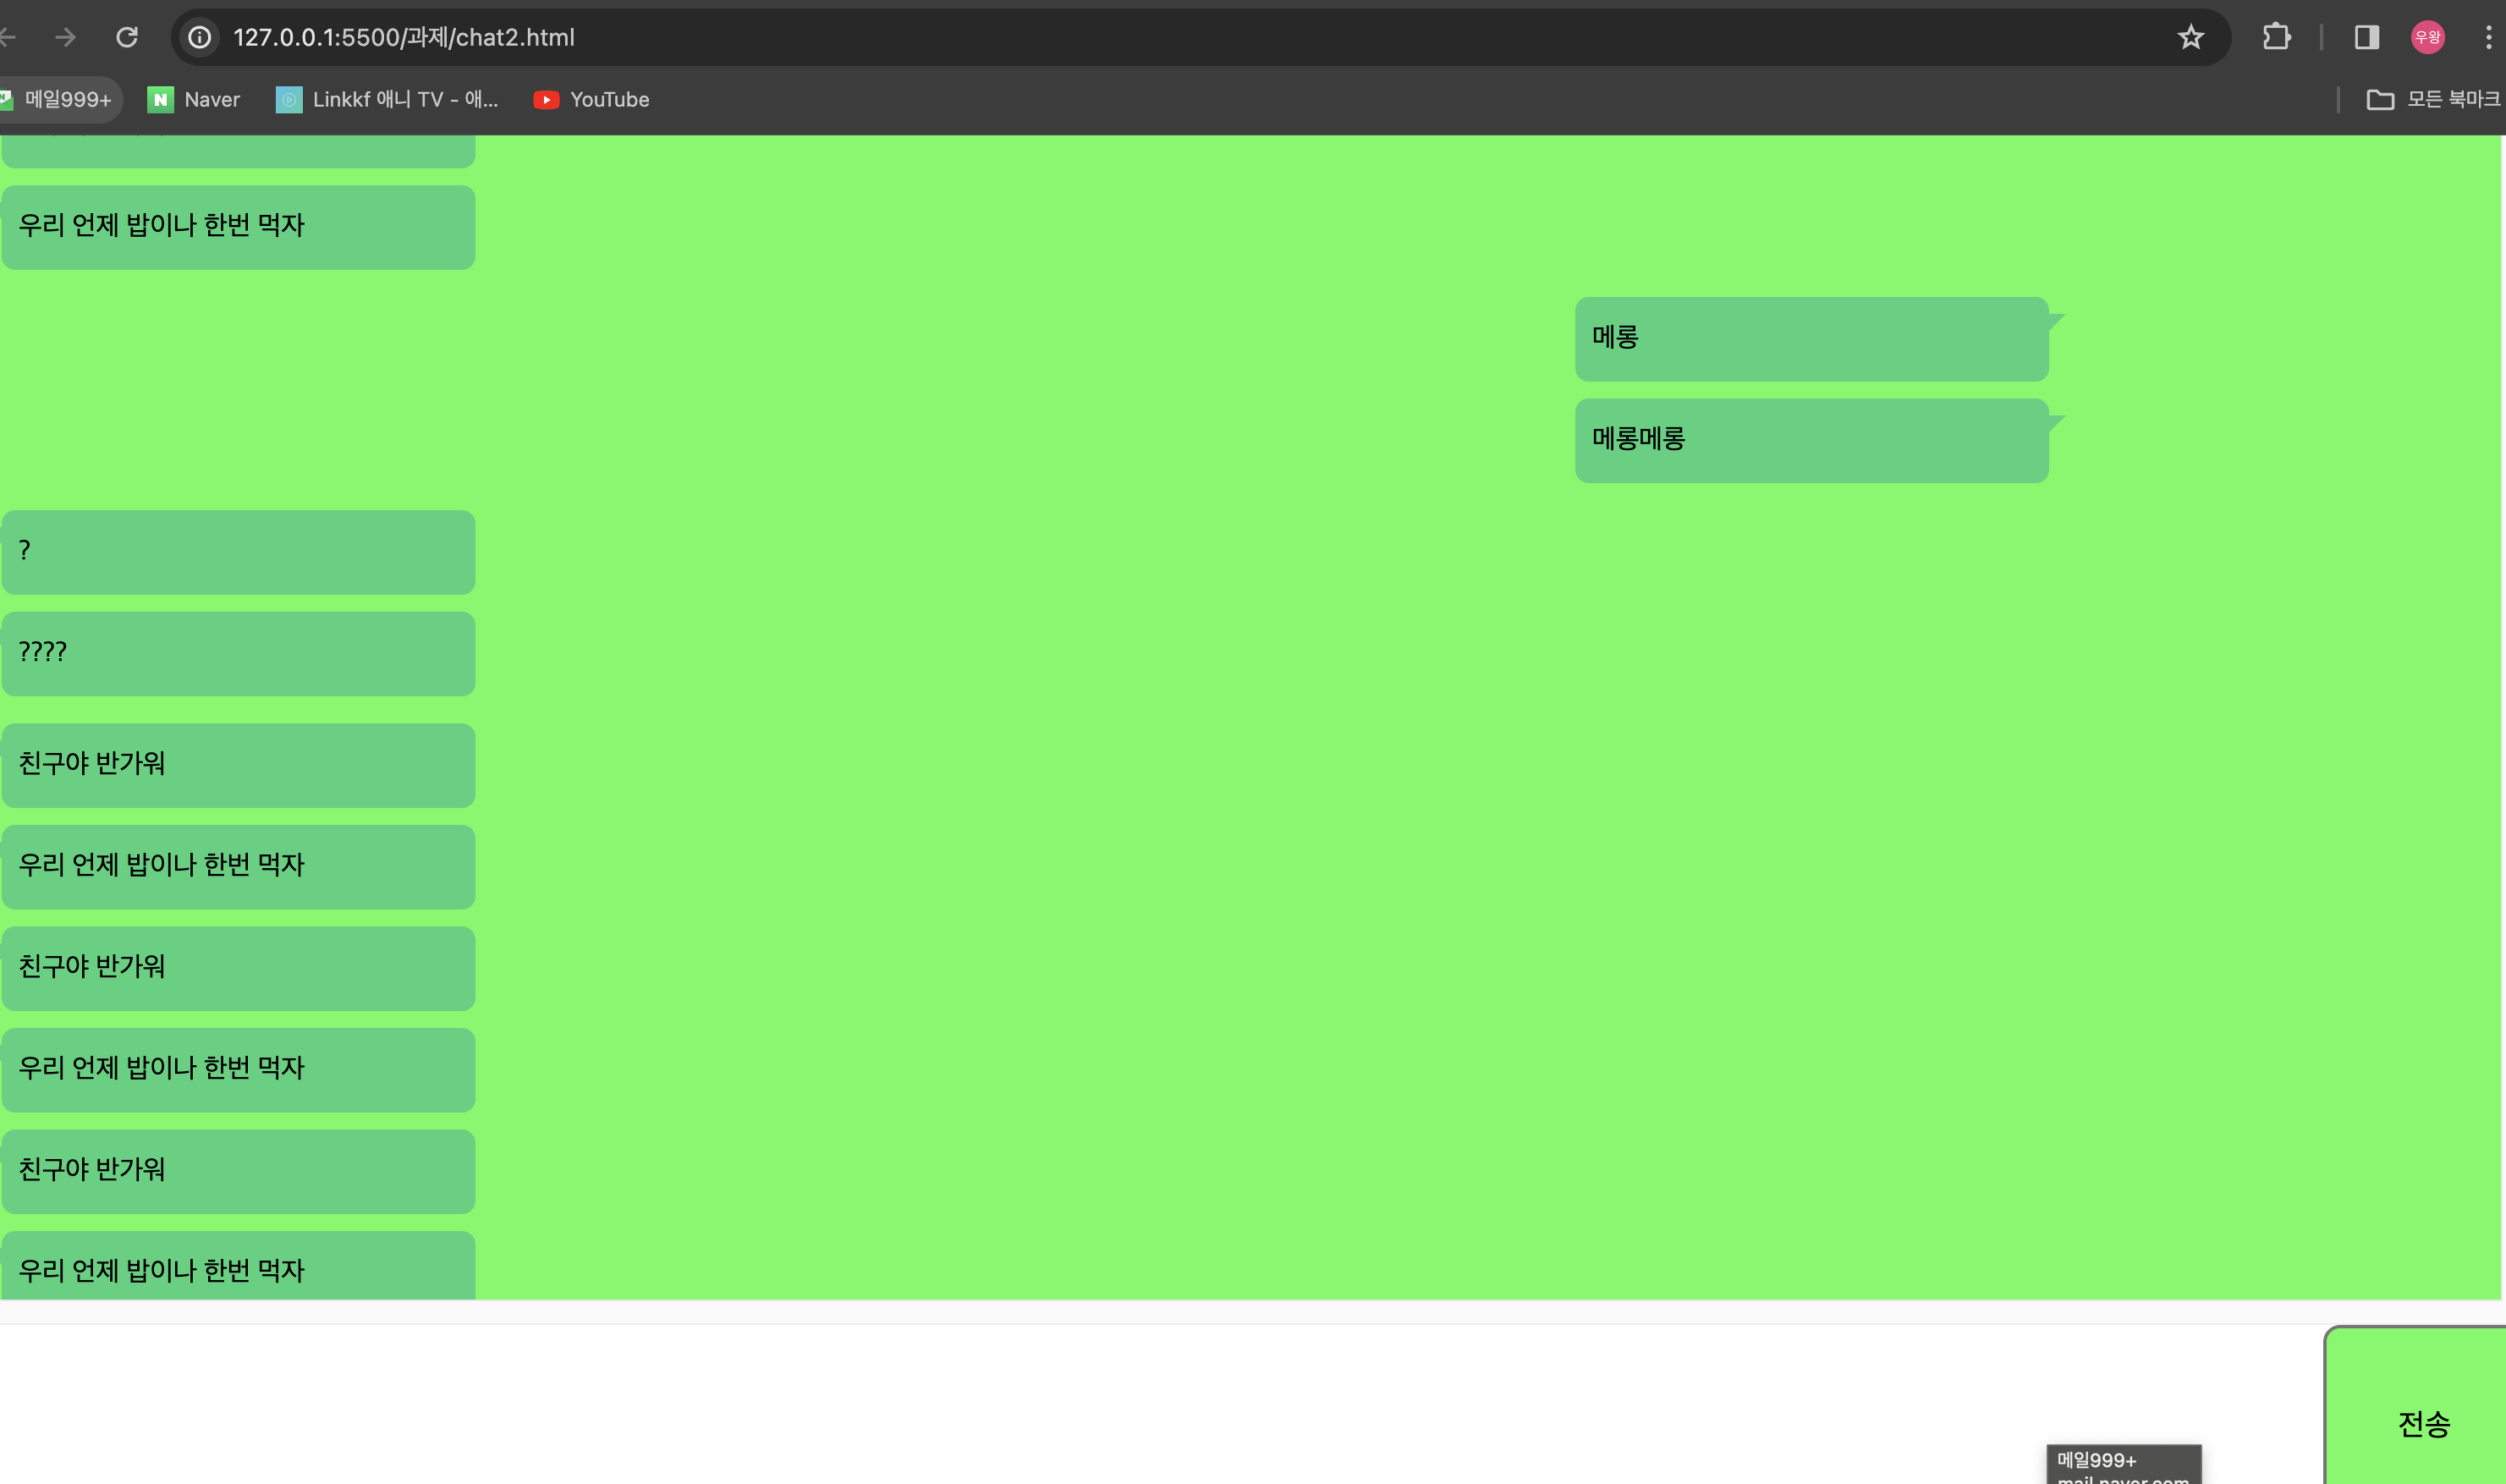 127.0.0.1:5500/과제/chat2.html
우왕
메일999+
Naver
Linkkf 애니 TV - 애...
YouTube
모든 북마크
우리 언제 밥이나 한번 먹자
메롱
메롱메롱
?
????
친구야 반가워
우리 언제 밥이나 한번 먹자
친구야 반가워
우리 언제 밥이나 한번 먹자
친구야 반가워
우리 언제 밥이나 한번 먹자
전송
메일999+
mail.naver.com